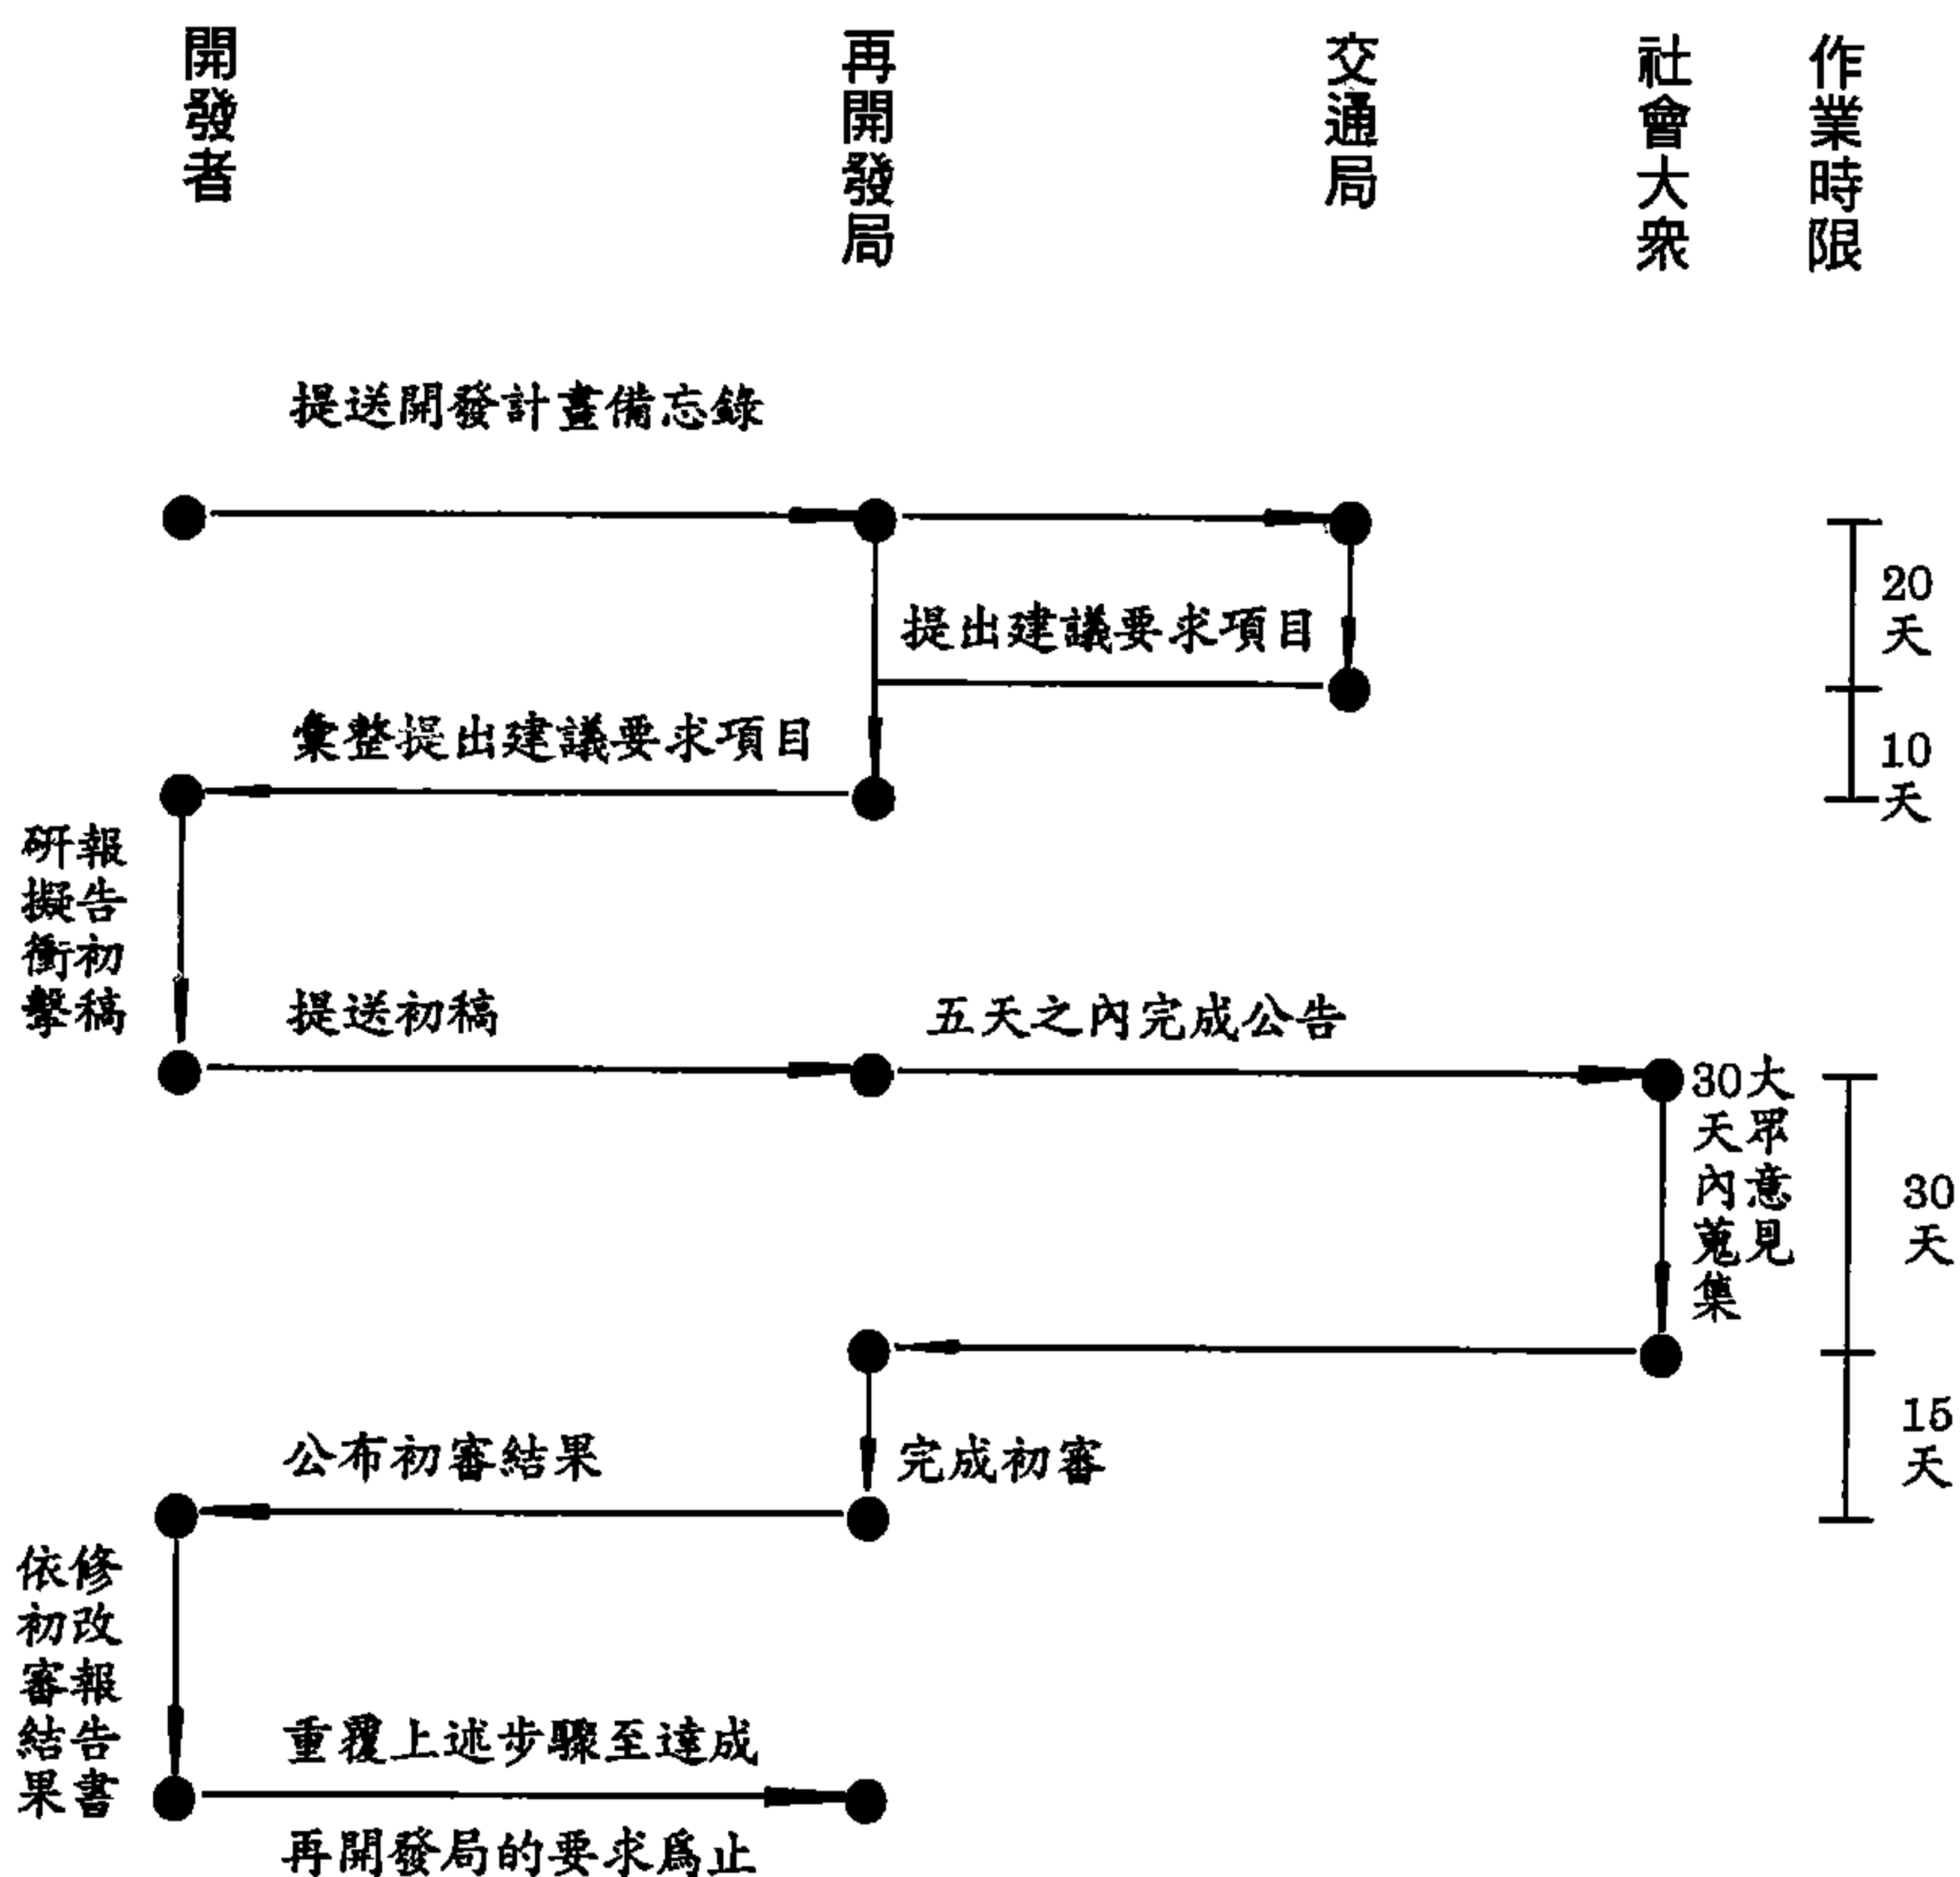 開發者
再開發局
交通局
社會大衆
作業時限
提送開發計畫備忘錄
20天
提出建議要求項目
彙整提出建議要求項目
10天
研擬衝擊
報告初稿
提送初稿
五天之內完成公告
30天內蒐集
大眾意見
30天
公布初審結果
完成初審
15天
依初審結果
修改報告書
重覆上述步驟至達成
再開發局的要求爲止